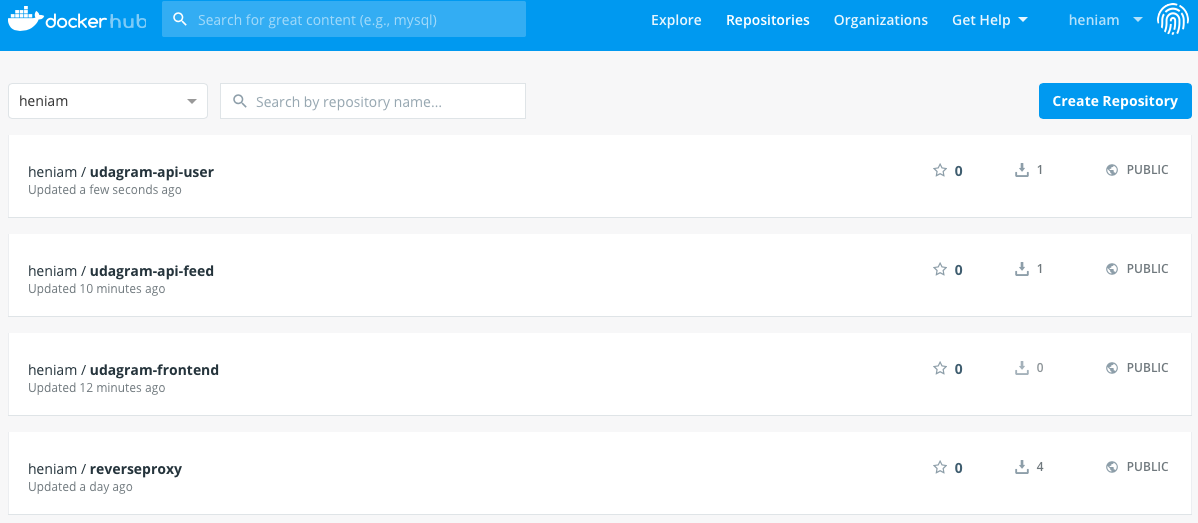 dockerhub Search for great content (e.g., mysql) Explore Repositories Organizations Get Help heniam
heniam Search by repository name... Create Repository
heniam / udagram-api-user 0 1 PUBLIC
Updated a few seconds ago
heniam / udagram-api-feed 0 1 PUBLIC
Updated 10 minutes ago
heniam / udagram-frontend 0 0 PUBLIC
Updated 12 minutes ago
heniam / reverseproxy 0 4 PUBLIC
Updated a day ago